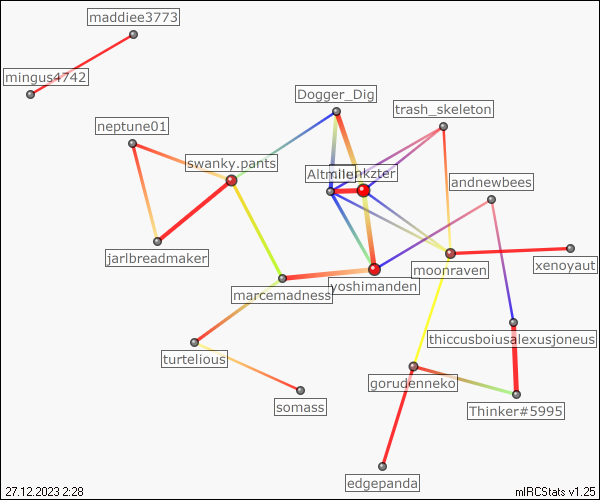 maddiee3773
mingus4742
Dogger_Dig
trash_skeleton
neptune01
swanky.pants
andnewbees
jarlbreadmaker
moonraven
xenoyaut
yoshimanden
marcemadness
thiccusboiusalexusjoneus
turtelious
gorudenneko
somass
Thinker#5995
edgepanda
27.12.2023 2:28
mIRCStats v1.25